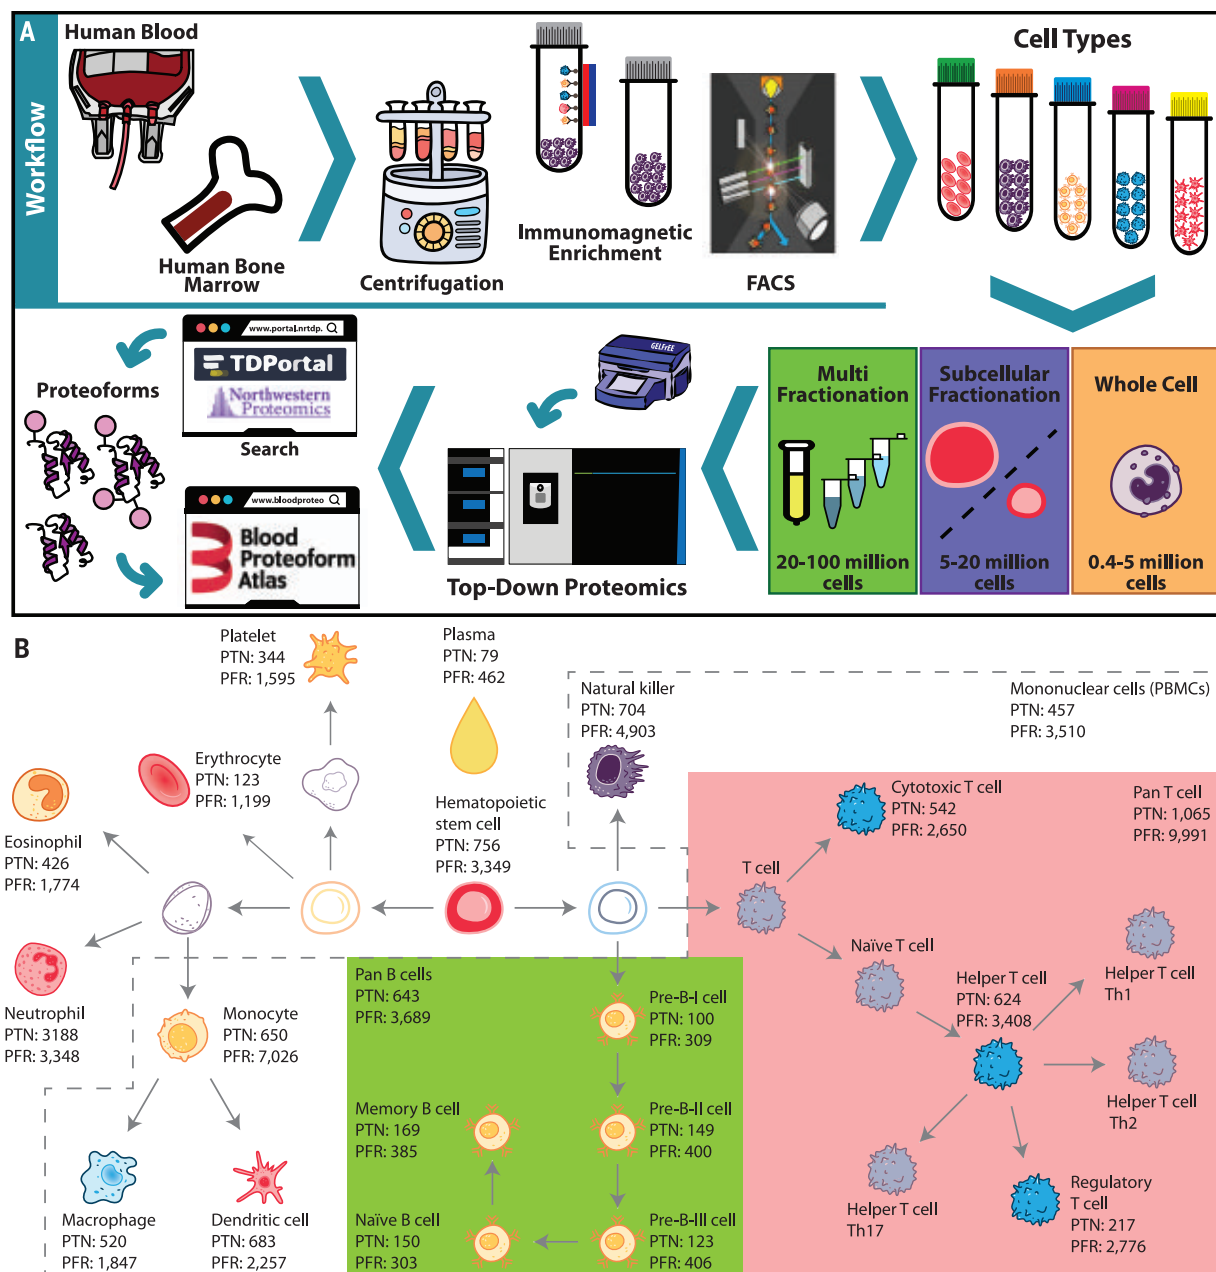 A
Workflow
Human Blood
Human Bone
Marrow
Centrifugation
Immunomagnetic
Enrichment
FACS
Cell Types
Multi
Fractionation
20-100 million
cells
Subcellular
Fractionation
5-20 million
cells
Whole Cell
0.4-5 million
cells
GELFrEE
Top-Down Proteomics
www.portal.nrtdp.
TDPortal
Northwestern
Proteomics
Search
Proteoforms
www.bloodproteo
Blood
Proteoform
Atlas
B
Platelet
PTN: 344
PFR: 1,595
Plasma
PTN: 79
PFR: 462
Natural killer
PTN: 704
PFR: 4,903
Mononuclear cells (PBMCs)
PTN: 457
PFR: 3,510
Erythrocyte
PTN: 123
PFR: 1,199
Hematopoietic
stem cell
PTN: 756
PFR: 3,349
Cytotoxic T cell
PTN: 542
PFR: 2,650
Pan T cell
PTN: 1,065
PFR: 9,991
Eosinophil
PTN: 426
PFR: 1,774
T cell
Naïve T cell
Helper T cell
PTN: 624
PFR: 3,408
Helper T cell
Th1
Neutrophil
PTN: 3188
PFR: 3,348
Monocyte
PTN: 650
PFR: 7,026
Pan B cells
PTN: 643
PFR: 3,689
Pre-B-I cell
PTN: 100
PFR: 309
Memory B cell
PTN: 169
PFR: 385
Pre-B-II cell
PTN: 149
PFR: 400
Helper T cell
Th2
Macrophage
PTN: 520
PFR: 1,847
Dendritic cell
PTN: 683
PFR: 2,257
Naïve B cell
PTN: 150
PFR: 303
Pre-B-III cell
PTN: 123
PFR: 406
Helper T cell
Th17
Regulatory
T cell
PTN: 217
PFR: 2,776